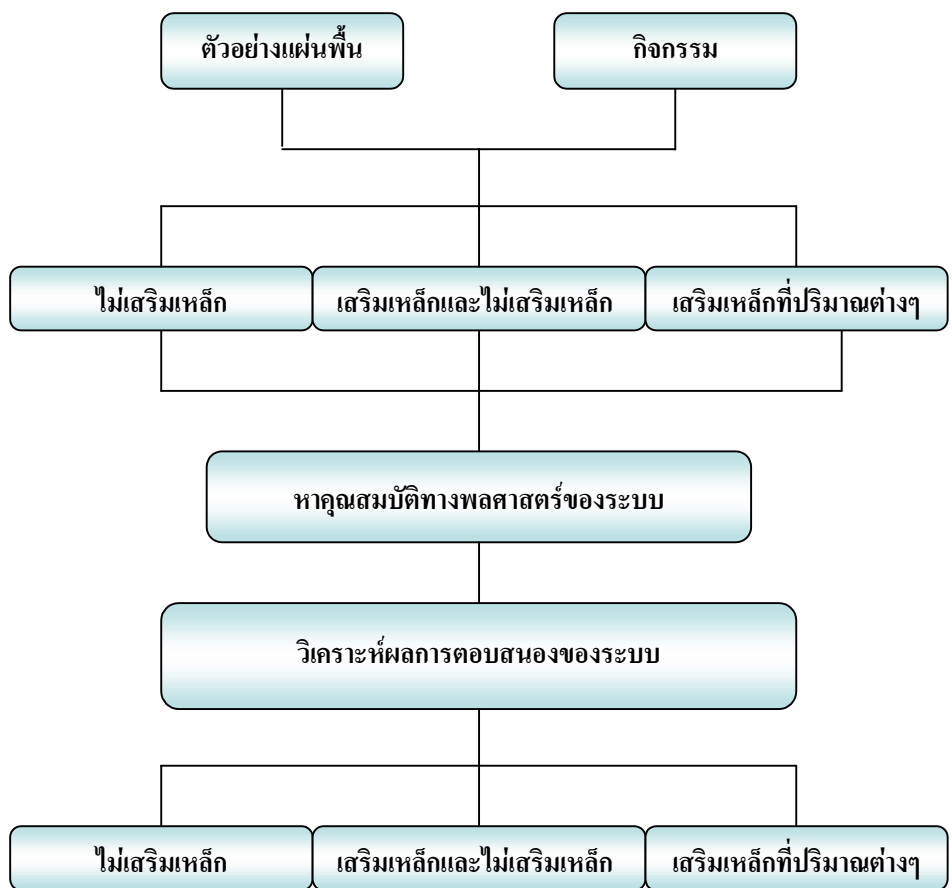 ตัวอย่างแผ่นพื้น
กิจกรรม
ไม่เสริมเหล็ก
เสริมเหล็กและไม่เสริมเหล็ก
เสริมเหล็กที่ปริมาณต่างๆ
หาคุณสมบัติทางพลศาสตร์ของระบบ
วิเคราะห์ผลการตอบสนองของระบบ
ไม่เสริมเหล็ก
เสริมเหล็กและไม่เสริมเหล็ก
เสริมเหล็กที่ปริมาณต่างๆ